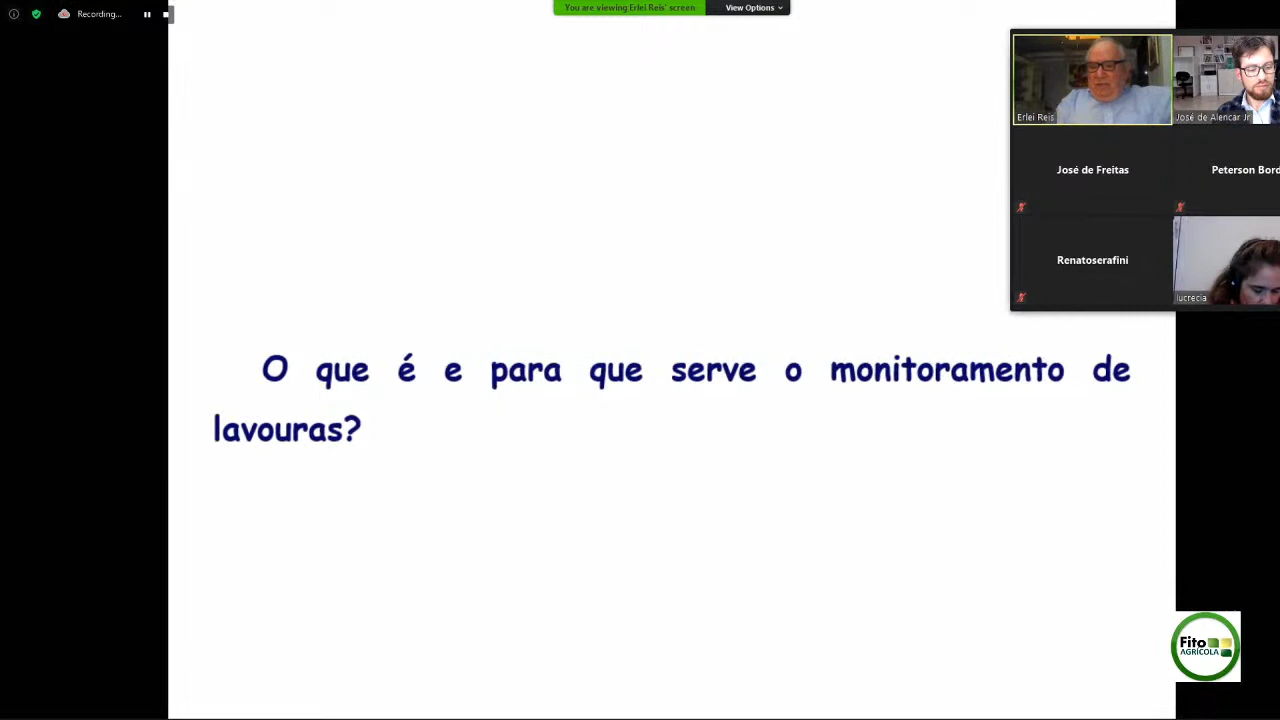 Recording...
You are viewing Erlei Reis' screen
View Options
Erlei Reis
José de Alencar Jr
José de Freitas
Peterson Bord
Renatoserafini
lucrecia
O que é e para que serve o monitoramento de
lavouras?
Fito
AGRÍCOLA